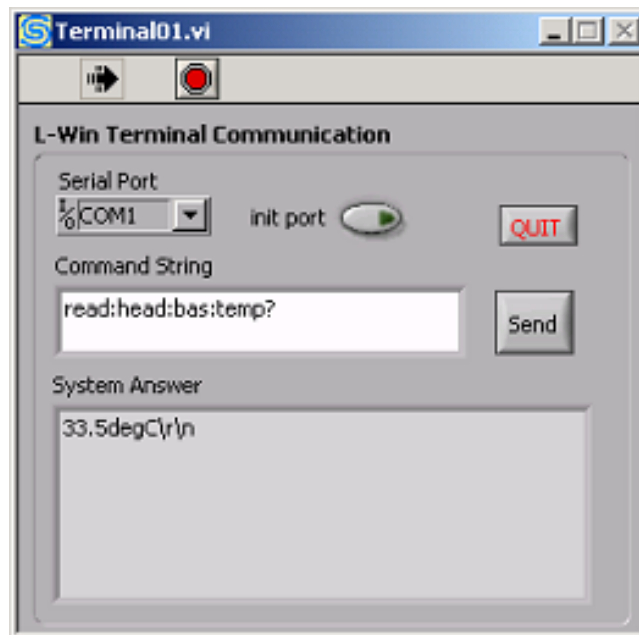 Terminal01.vi
L-Win Terminal Communication
Serial Port
COM1
init port
QUIT
Command String
read:head:bas:temp?
Send
System Answer
33.5degC\r\n